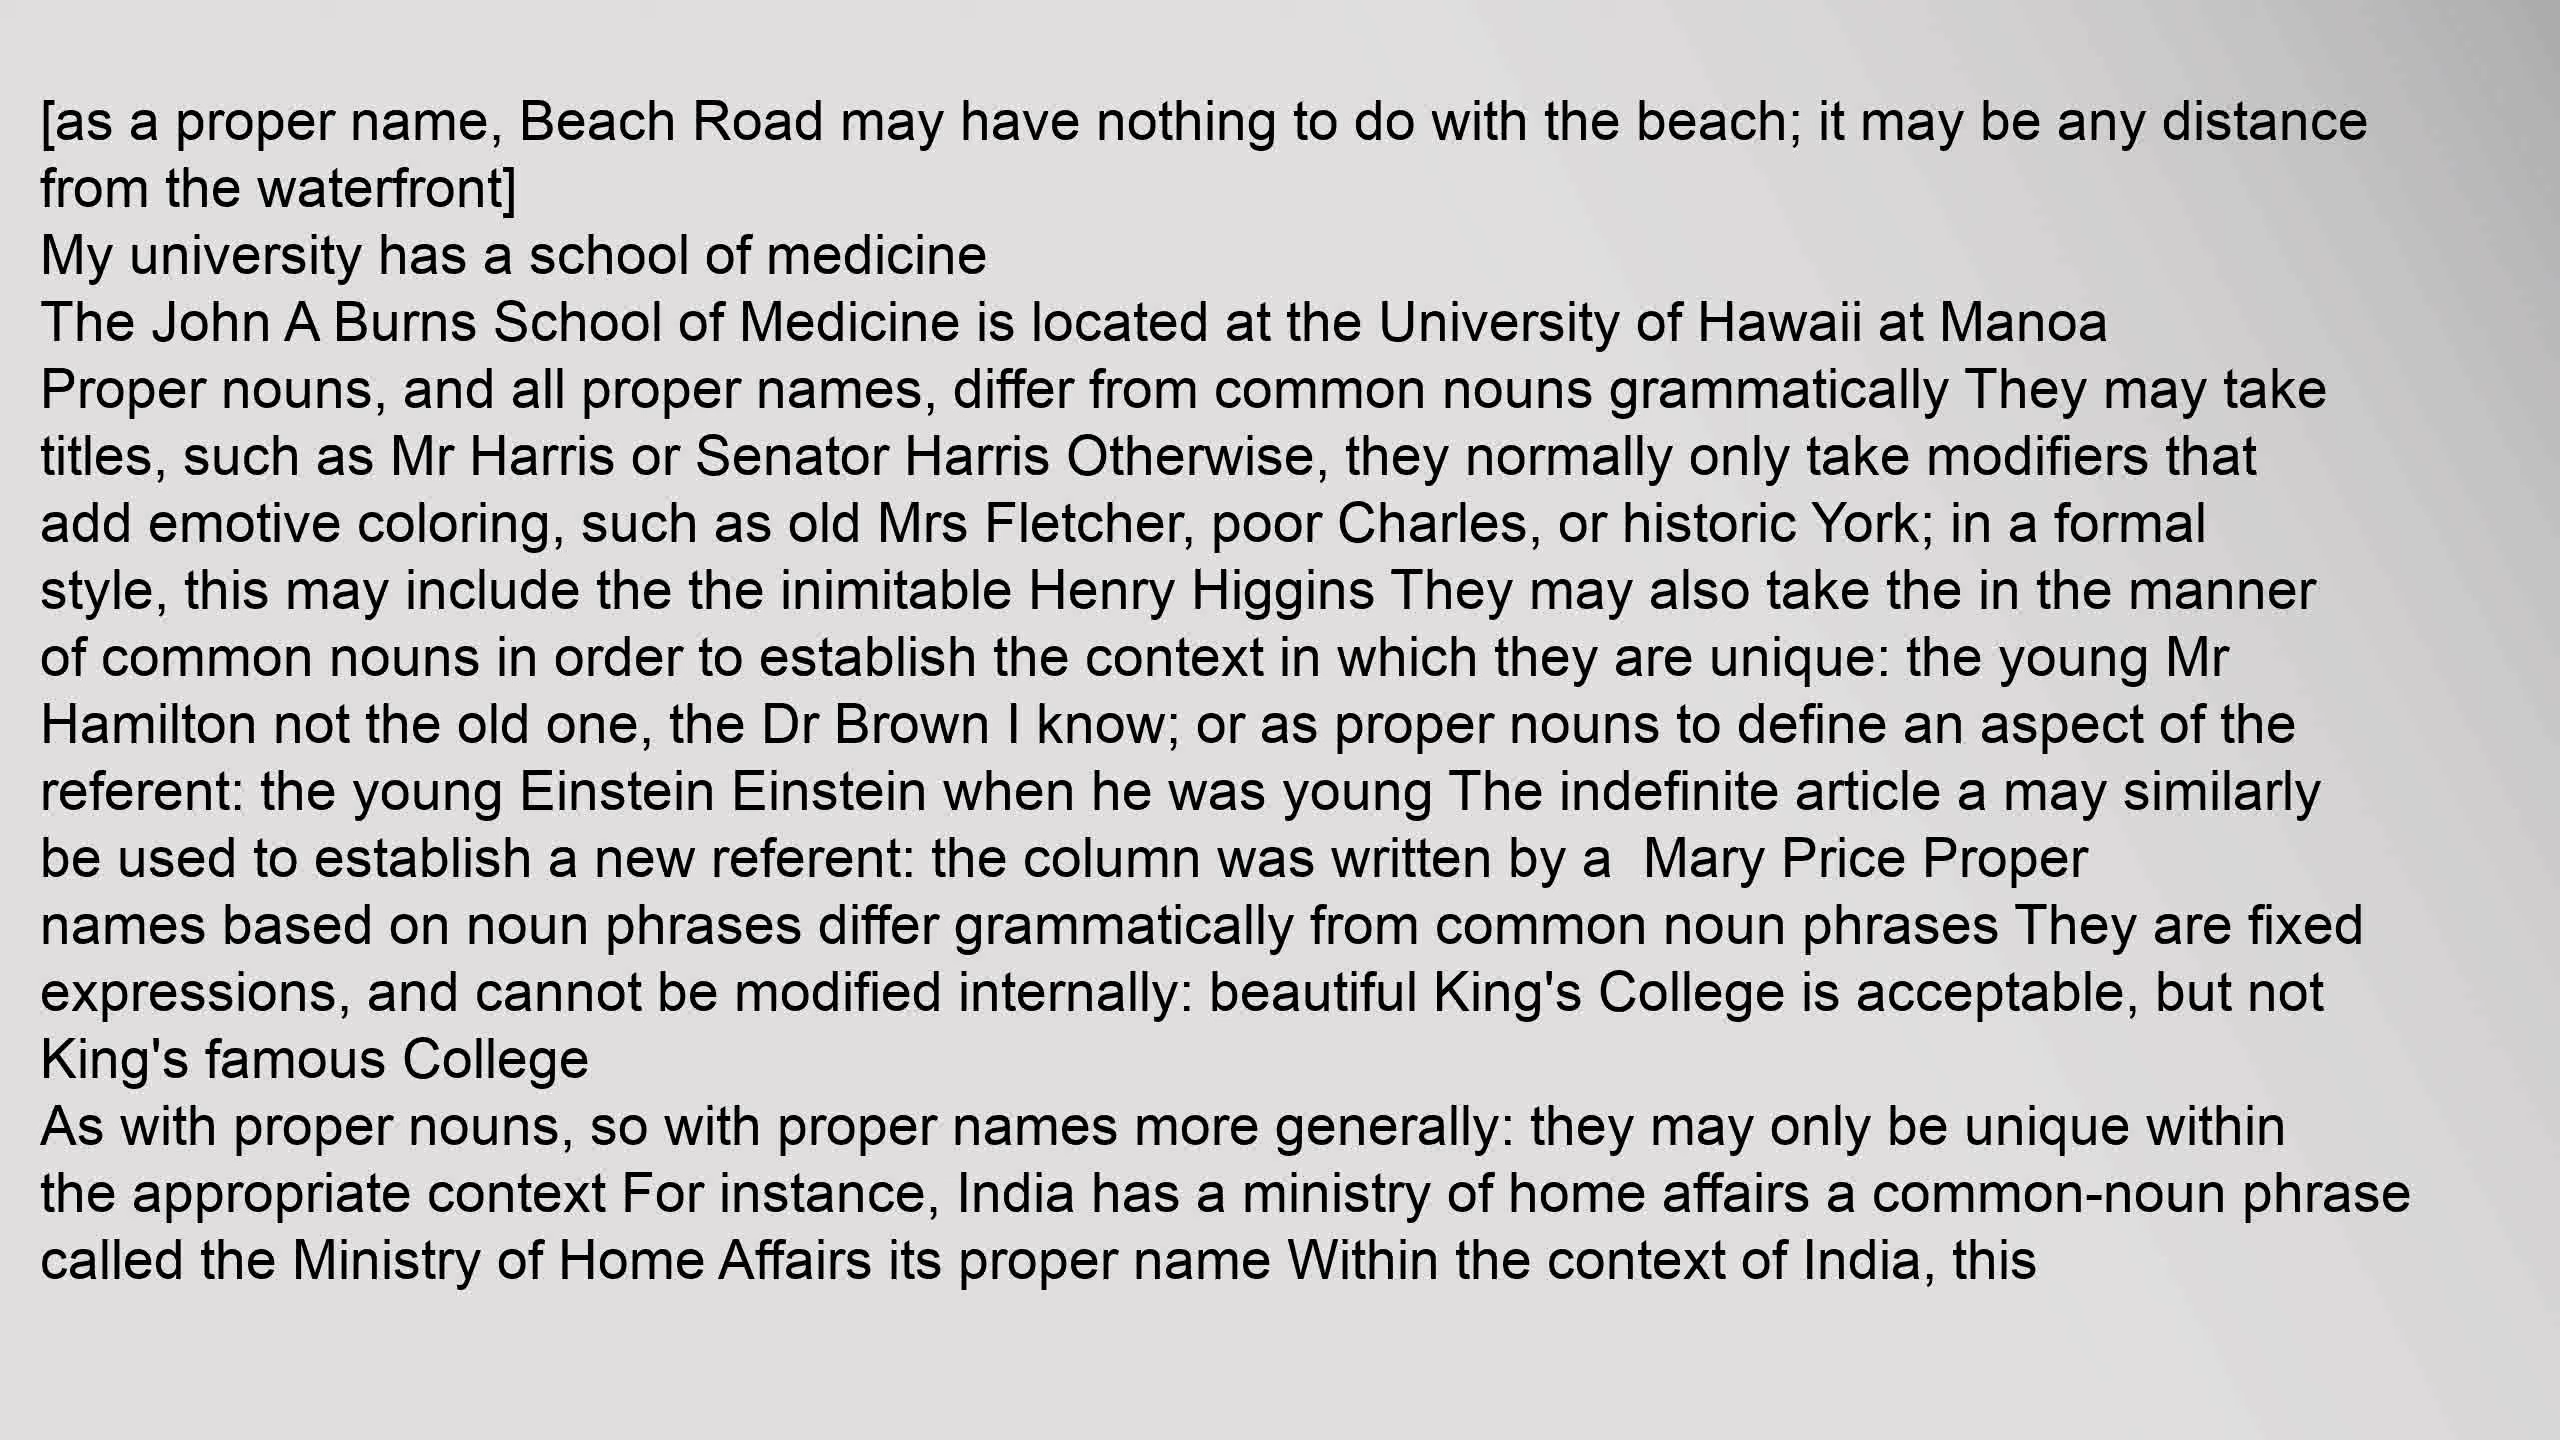 [as a proper name, Beach Road may have nothing to do with the beach; it may be any distance
from the waterfront]
My university has a school of medicine
The John A Burns School of Medicine is located at the University of Hawaii at Manoa
Proper nouns, and all proper names, differ from common nouns grammatically They may take
titles, such as Mr Harris or Senator Harris Otherwise, they normally only take modifiers that
add emotive coloring, such as old Mrs Fletcher, poor Charles, or historic York; in a formal
style, this may include the the inimitable Henry Higgins They may also take the in the manner
of common nouns in order to establish the context in which they are unique: the young Mr
Hamilton not the old one, the Dr Brown I know; or as proper nouns to define an aspect of the
referent: the young Einstein Einstein when he was young The indefinite article a may similarly
be used to establish a new referent: the column was written by a  Mary Price Proper
names based on noun phrases differ grammatically from common noun phrases They are fixed
expressions, and cannot be modified internally: beautiful King's College is acceptable, but not
King's famous College
As with proper nouns, so with proper names more generally: they may only be unique within
the appropriate context For instance, India has a ministry of home affairs a common-noun phrase
called the Ministry of Home Affairs its proper name Within the context of India, this